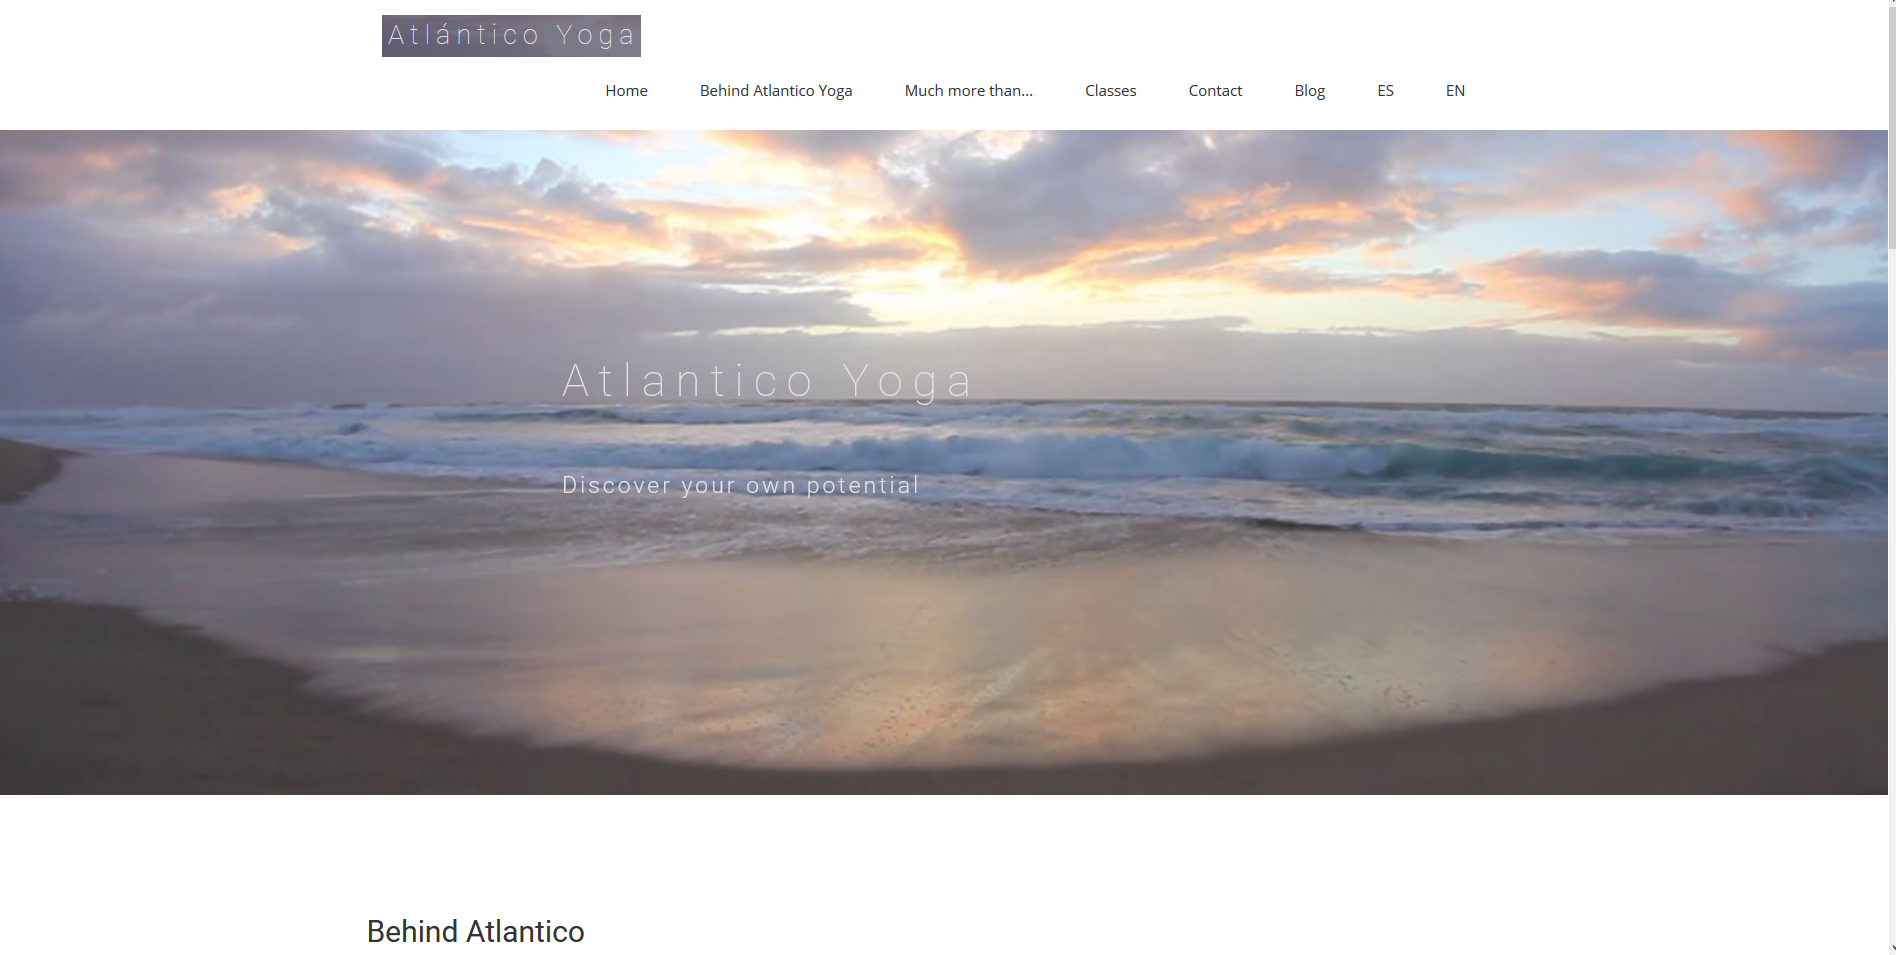 Atlántico Yoga
Home Behind Atlantico Yoga Much more than... Classes Contact Blog ES EN
Atlantico Yoga
Discover your own potential
Behind Atlantico